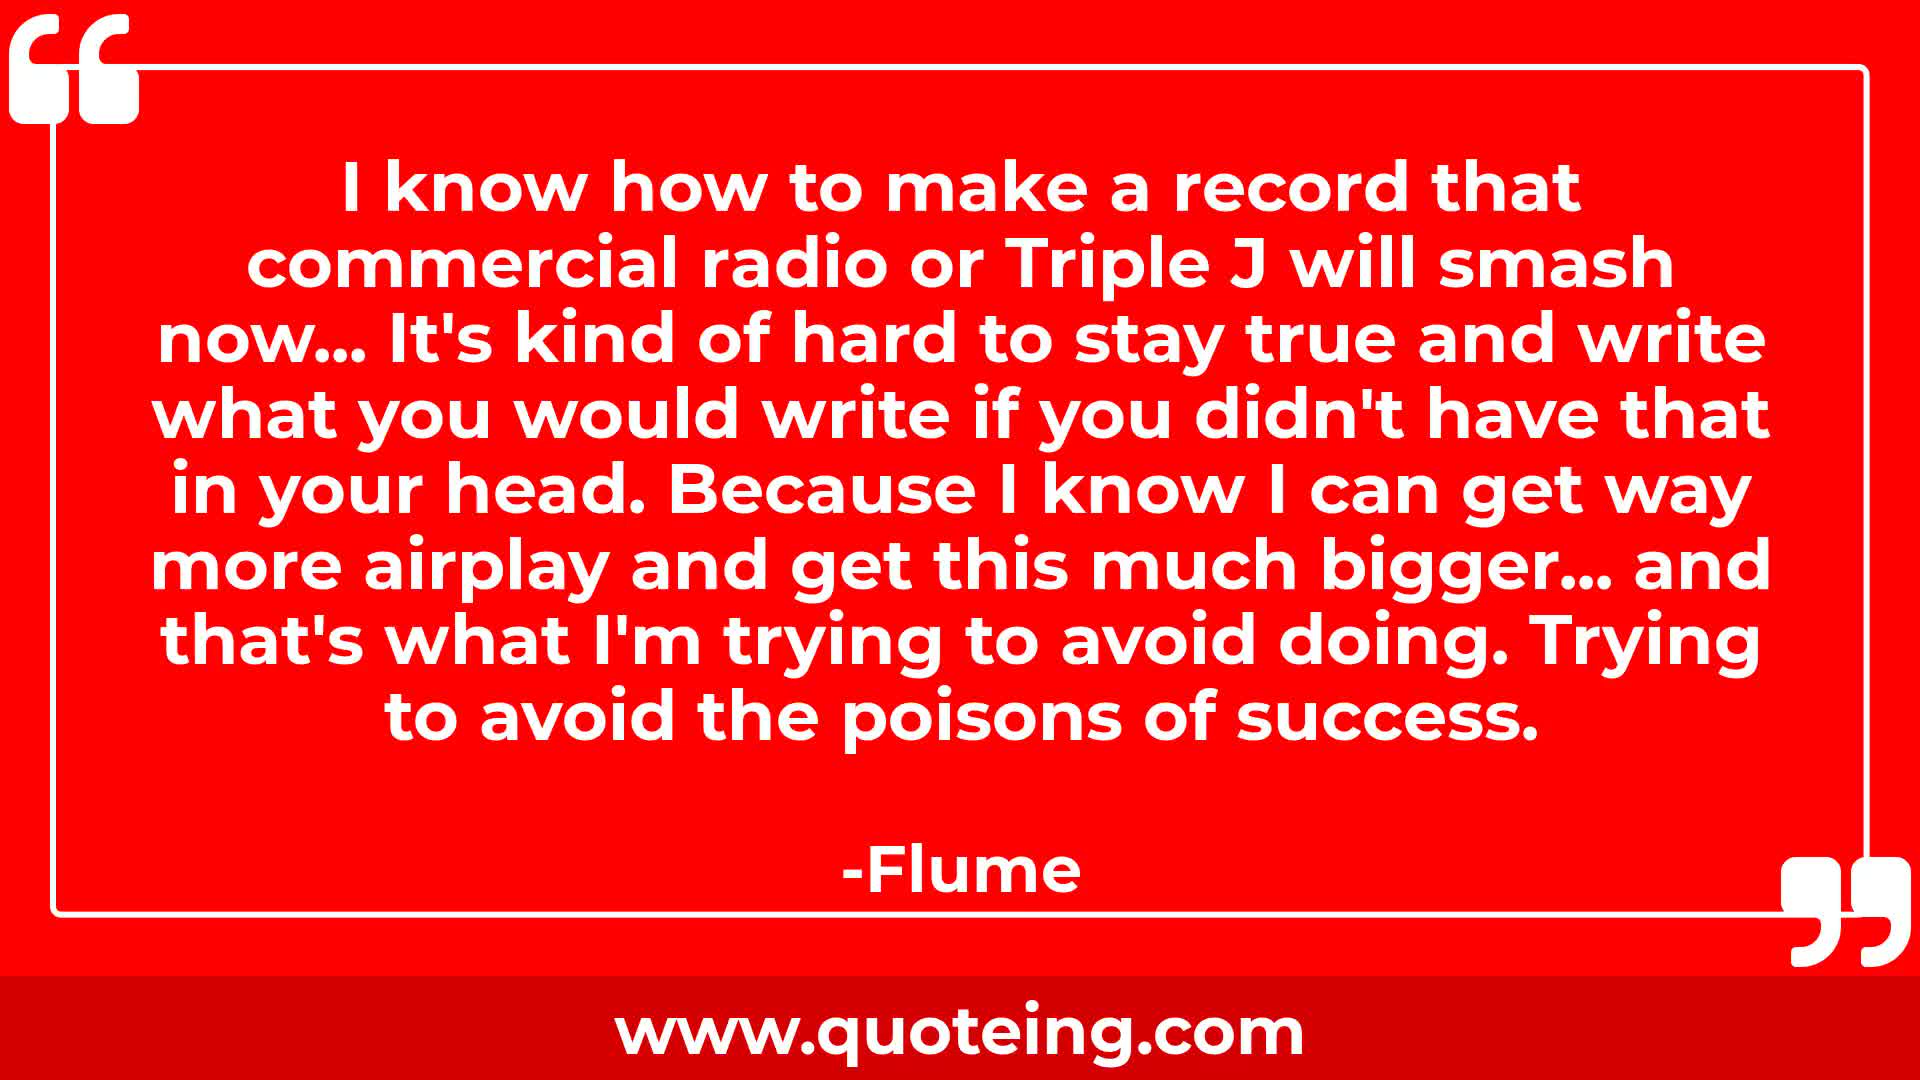 I know how to make a record that
commercial radio or Triple J will smash
now... It's kind of hard to stay true and write
what you would write if you didn't have that
in your head. Because I know I can get way
more airplay and get this much bigger... and
that's what I'm trying to avoid doing. Trying
to avoid the poisons of success.
-Flume
www.quoteing.com